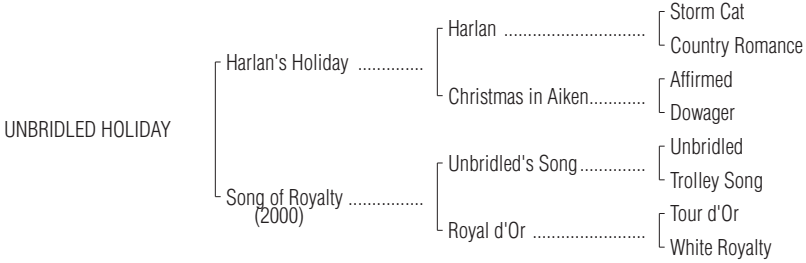 Storm Cat
Harlan ..............................
Country Romance
Harlan's Holiday ..............
Affirmed
Christmas in Aiken............
Dowager
UNBRIDLED HOLIDAY
Unbridled
Unbridled's Song..............
Trolley Song
Song of Royalty ................
(2000)
Tour d'Or
Royal d'Or ........................
White Royalty